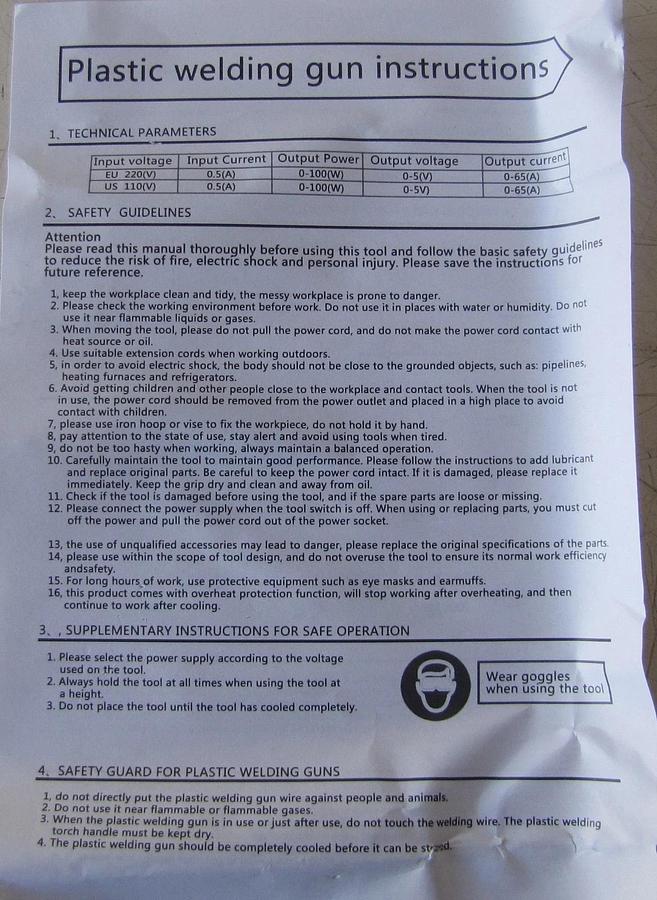 Plastic welding gun instructions
1、TECHNICAL PARAMETERS
Input voltage Input Current Output Power Output voltage Output current
EU 220(V) 0.5(A) 0-100(W) 0-5(V) 0-65(A)
US 110(V) 0.5(A) 0-100(W) 0-5V) 0-65(A)
2、SAFETY GUIDELINES
Attention
Please read this manual thoroughly before using this tool and follow the basic safety guidelines
to reduce the risk of fire, electric shock and personal injury. Please save the instructions for
future reference.
1, keep the workplace clean and tidy, the messy workplace is prone to danger.
2. Please check the working environment before work. Do not use it in places with water or humidity. Do not
use it near flammable liquids or gases.
3. When moving the tool, please do not pull the power cord, and do not make the power cord contact with
heat source or oil.
4. Use suitable extension cords when working outdoors.
5, in order to avoid electric shock, the body should not be close to the grounded objects, such as: pipelines,
heating furnaces and refrigerators.
6. Avoid getting children and other people close to the workplace and contact tools. When the tool is not
in use, the power cord should be removed from the power outlet and placed in a high place to avoid
contact with children.
7, please use iron hoop or vise to fix the workpiece, do not hold it by hand.
8, pay attention to the state of use, stay alert and avoid using tools when tired.
9, do not be too hasty when working, always maintain a balanced operation.
10. Carefully maintain the tool to maintain good performance. Please follow the instructions to add lubricant
and replace original parts. Be careful to keep the power cord intact. If it is damaged, please replace it
immediately. Keep the grip dry and clean and away from oil.
11. Check if the tool is damaged before using the tool, and if the spare parts are loose or missing.
12. Please connect the power supply when the tool switch is off. When using or replacing parts, you must cut
off the power and pull the power cord out of the power socket.
13, the use of unqualified accessories may lead to danger, please replace the original specifications of the parts.
14, please use within the scope of tool design, and do not overuse the tool to ensure its normal work efficiency
andsafety.
15. For long hours of work, use protective equipment such as eye masks and earmuffs.
16, this product comes with overheat protection function, will stop working after overheating, and then
continue to work after cooling.
3、, SUPPLEMENTARY INSTRUCTIONS FOR SAFE OPERATION
1. Please select the power supply according to the voltage
used on the tool.
2. Always hold the tool at all times when using the tool at
a height.
3. Do not place the tool until the tool has cooled completely.
Wear goggles
when using the tool
4、SAFETY GUARD FOR PLASTIC WELDING GUNS
1, do not directly put the plastic welding gun wire against people and animals.
2. Do not use it near flammable or flammable gases.
3. When the plastic welding gun is in use or just after use, do not touch the welding wire. The plastic welding
torch handle must be kept dry.
4. The plastic welding gun should be completely cooled before it can be stored.